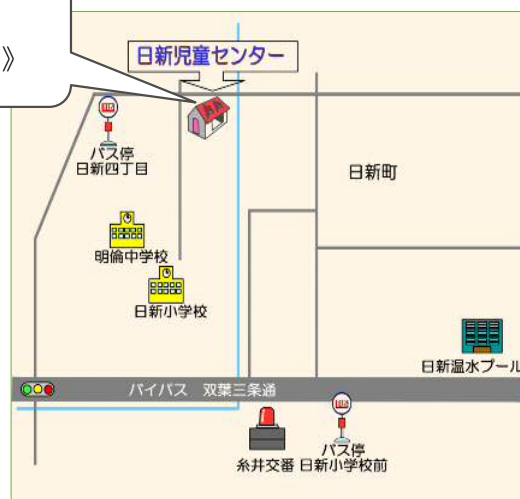 》
日新児童センター
バス停
日新四丁目
日新町
明倫中学校
日新小学校
日新温水プール
バイパス 双葉三条通
糸井交番
バス停
日新小学校前